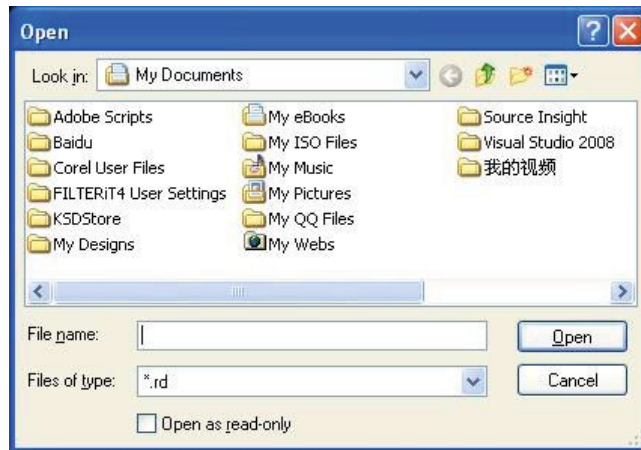 Open
Look in: My Documents
Adobe Scripts
Baidu
Corel User Files
FILTERiT4 User Settings
KSDStore
My Designs
My eBooks
My ISO Files
My Music
My Pictures
My QQ Files
My Webs
Source Insight
Visual Studio 2008
我的视频
File name:
Open
Files of type: *.rd
Cancel
Open as read-only